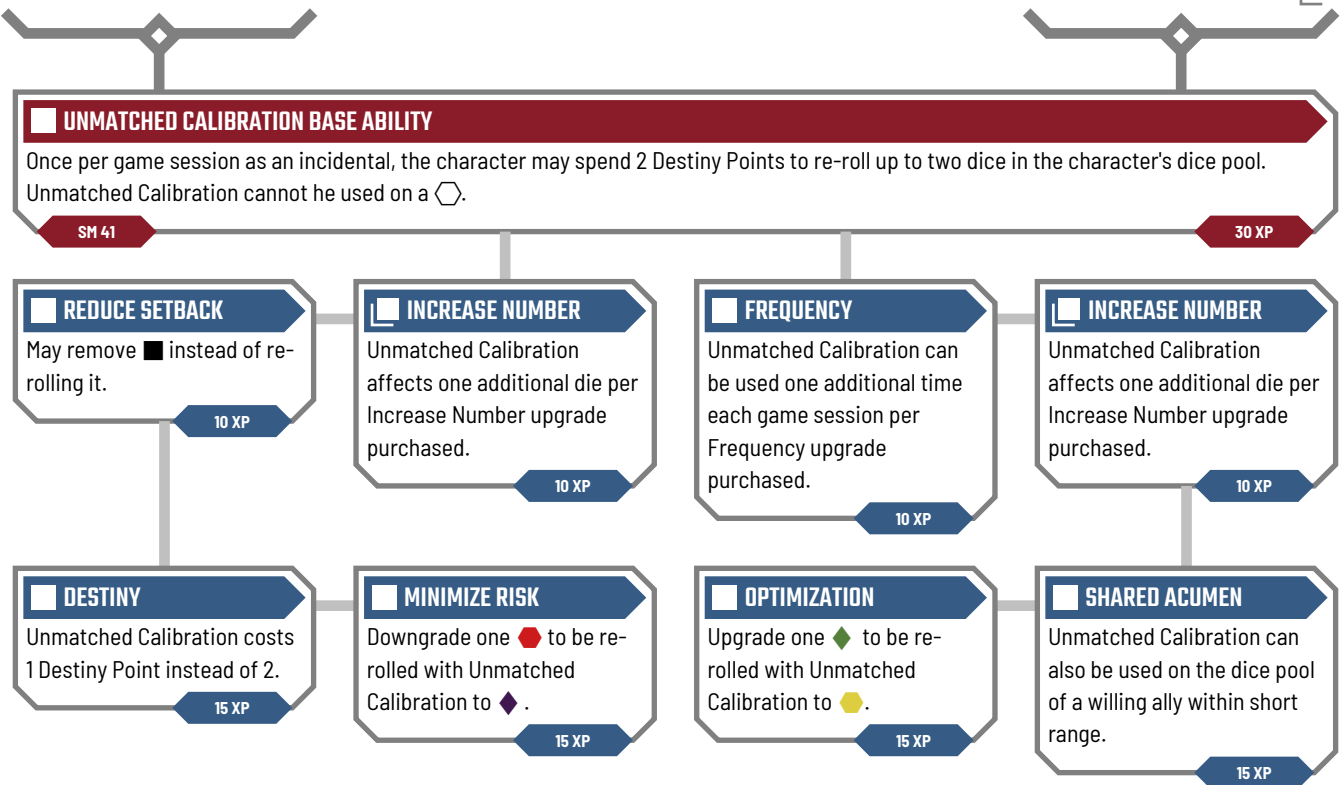 UNMATCHED CALIBRATION BASE ABILITY
Once per game session as an incidental, the character may spend 2 Destiny Points to re-roll up to two dice in the character's dice pool.
Unmatched Calibration cannot he used on a .
SM 41
30 XP
REDUCE SETBACK
May remove instead of re-
rolling it.
10 XP
INCREASE NUMBER
Unmatched Calibration
affects one additional die per
Increase Number upgrade
purchased.
10 XP
FREQUENCY
Unmatched Calibration can
be used one additional time
each game session per
Frequency upgrade
purchased.
10 XP
INCREASE NUMBER
Unmatched Calibration
affects one additional die per
Increase Number upgrade
purchased.
10 XP
DESTINY
Unmatched Calibration costs
1 Destiny Point instead of 2.
15 XP
MINIMIZE RISK
Downgrade one to be re-
rolled with Unmatched
Calibration to .
15 XP
OPTIMIZATION
Upgrade one to be re-
rolled with Unmatched
Calibration to .
15 XP
SHARED ACUMEN
Unmatched Calibration can
also be used on the dice pool
of a willing ally within short
range.
15 XP